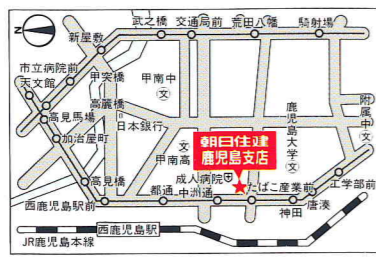 N
武之橋
交通局前
荒田八幡
騎射場
新屋敷
市立病院前
天文館
甲突橋
高麗橋
甲南中
文
附属中
文
高見馬場
日本銀行
加治屋町
文
甲南高
朝日住建
鹿児島支店
鹿児島大学
文
高見橋
成人病院
たばこ産業前
工学部前
都通
中洲通
神田
唐湊
西鹿児島駅前
西鹿児島駅
JR鹿児島本線